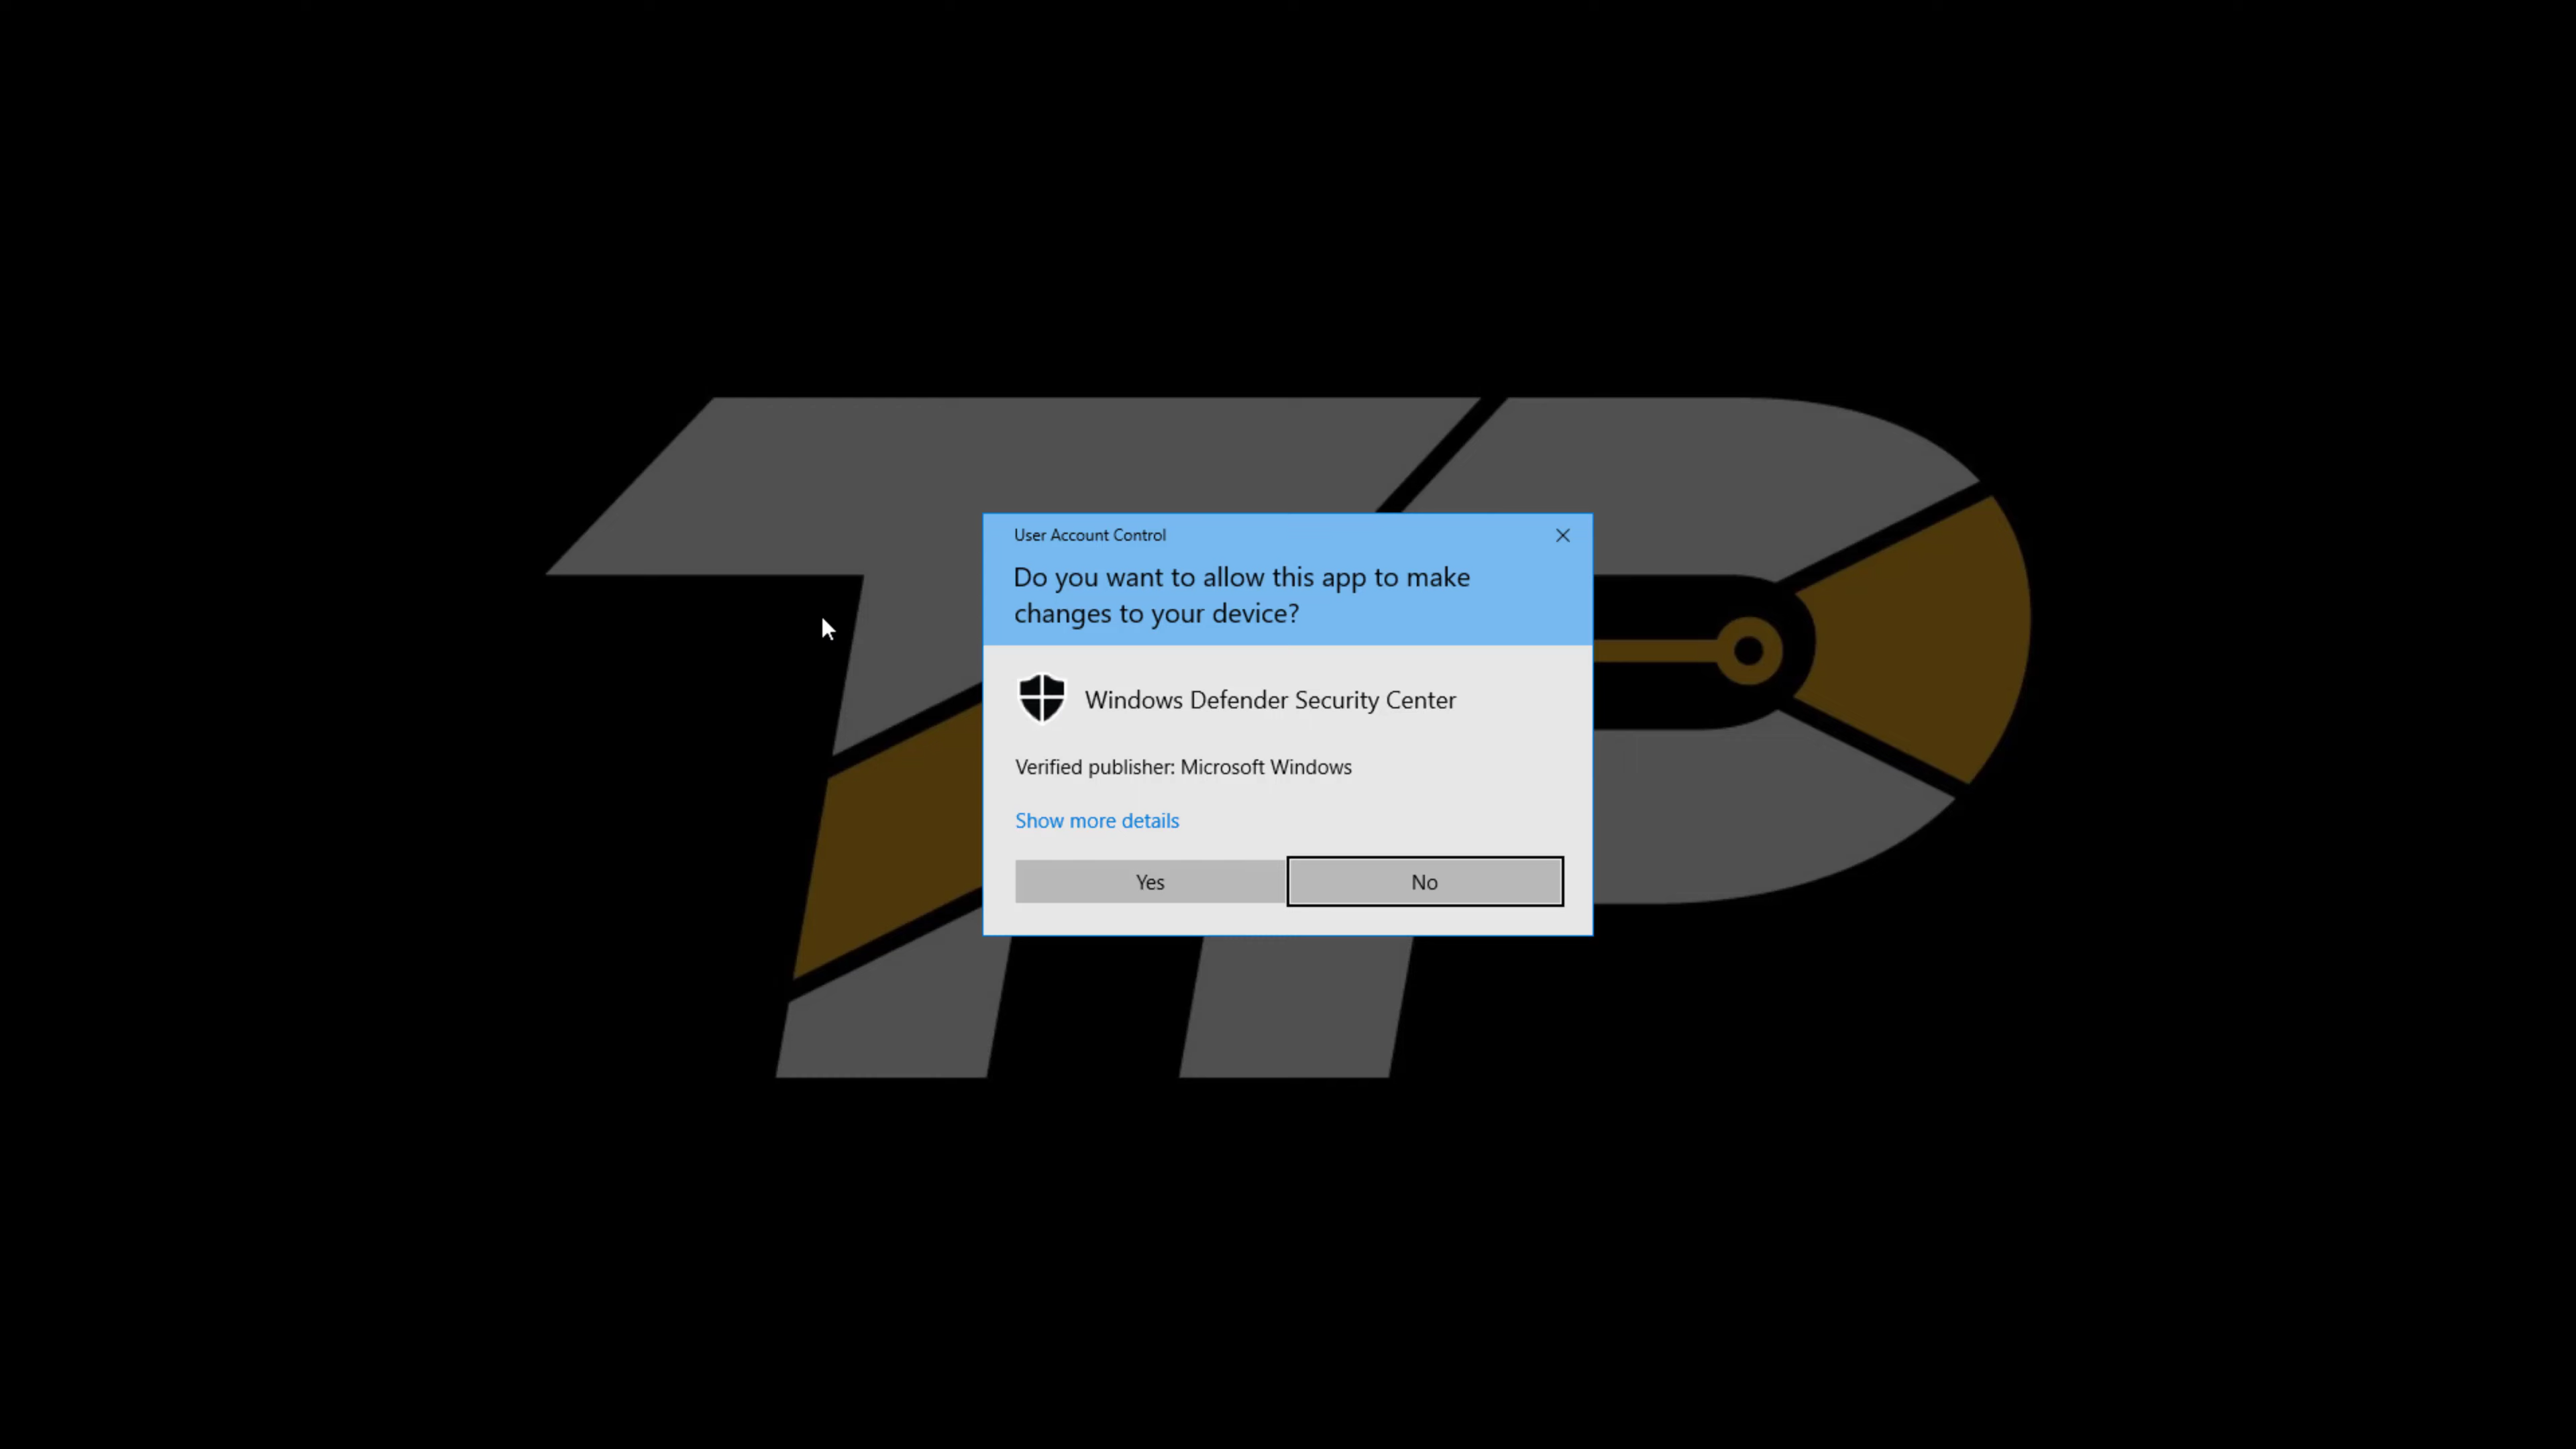 User Account Control
Do you want to allow this app to make
changes to your device?
Windows Defender Security Center
Verified publisher: Microsoft Windows
Show more details
Yes
No